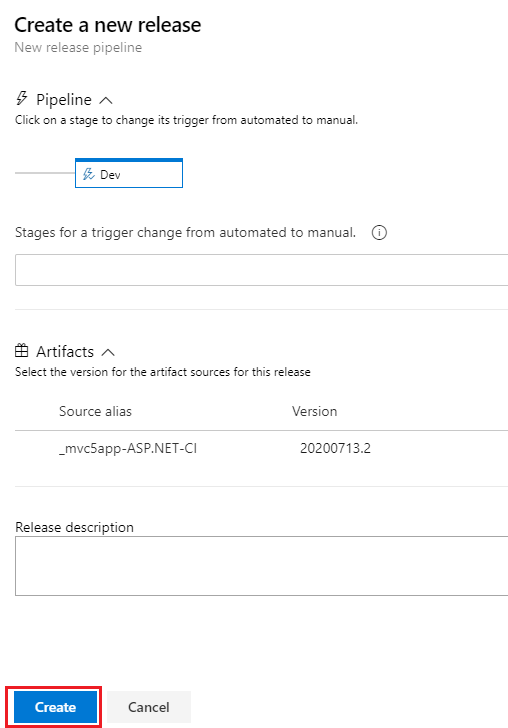 Create a new release
New release pipeline
Pipeline
Click on a stage to change its trigger from automated to manual.
Dev
Stages for a trigger change from automated to manual.
Artifacts
Select the version for the artifact sources for this release
Source alias Version
_mvc5app-ASP.NET-CI 20200713.2
Release description
Create Cancel